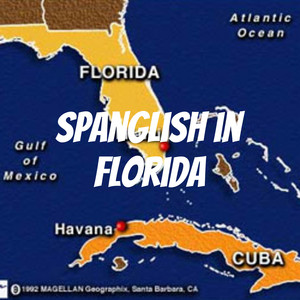 Atlantic
Ocean
FLORIDA
SPANGLISH IN
FLORIDA
Gulf
of
Mexico
Havana
CUBA
© 1992 MAGELLAN Geographix, Santa Barbara, CA